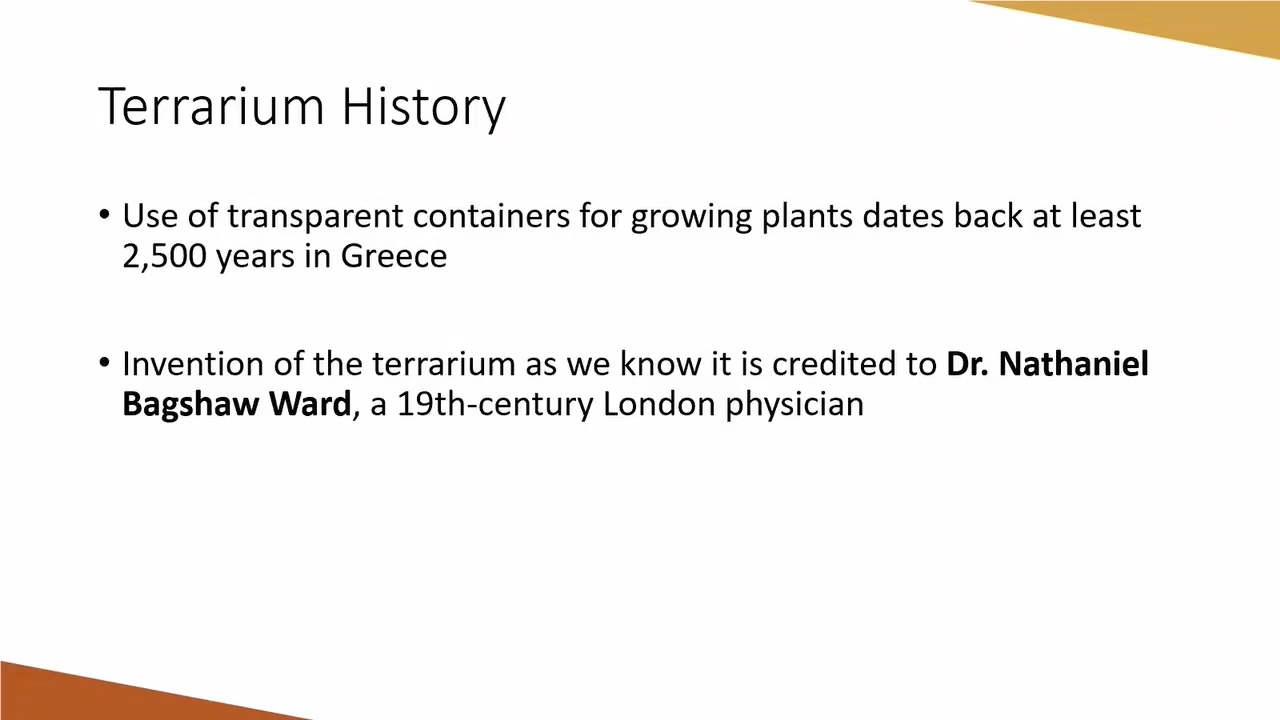 Terrarium History
• Use of transparent containers for growing plants dates back at least
2,500 years in Greece
• Invention of the terrarium as we know it is credited to Dr. Nathaniel
Bagshaw Ward, a 19th-century London physician